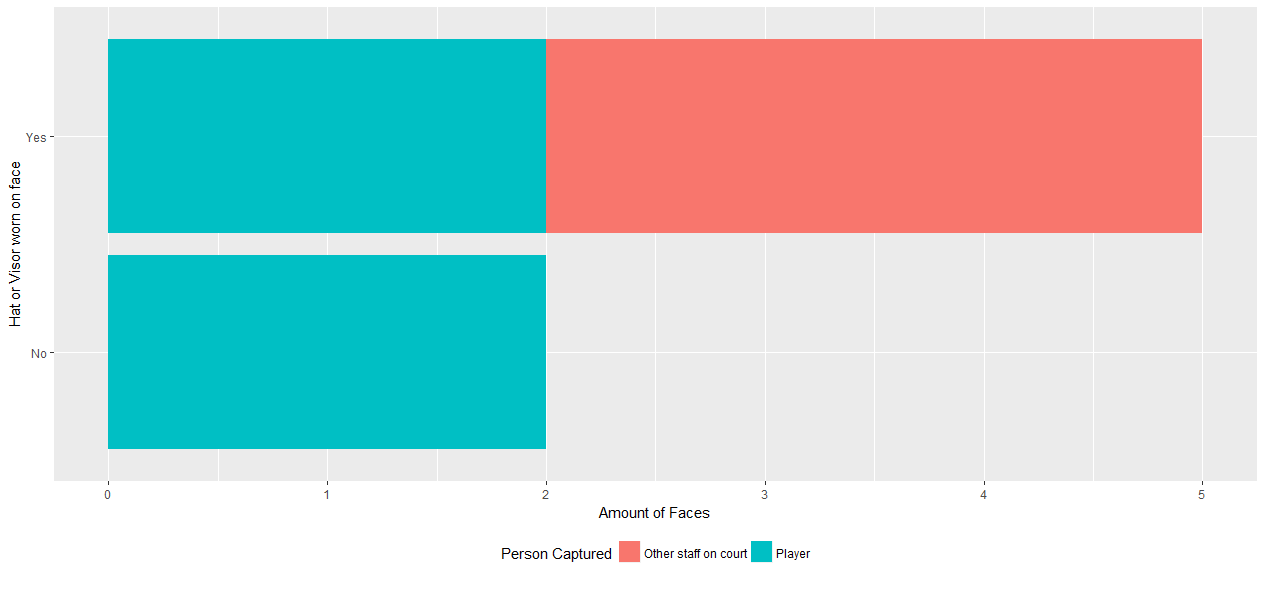 Hat or Visor worn on face
Yes
No
0 1 2 3 4 5
Amount of Faces
Person Captured Other staff on court Player